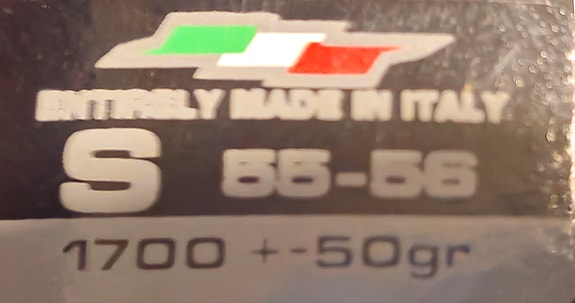 ENTIRELY MADE IN ITALY
S 55-56
1700 +-50gr